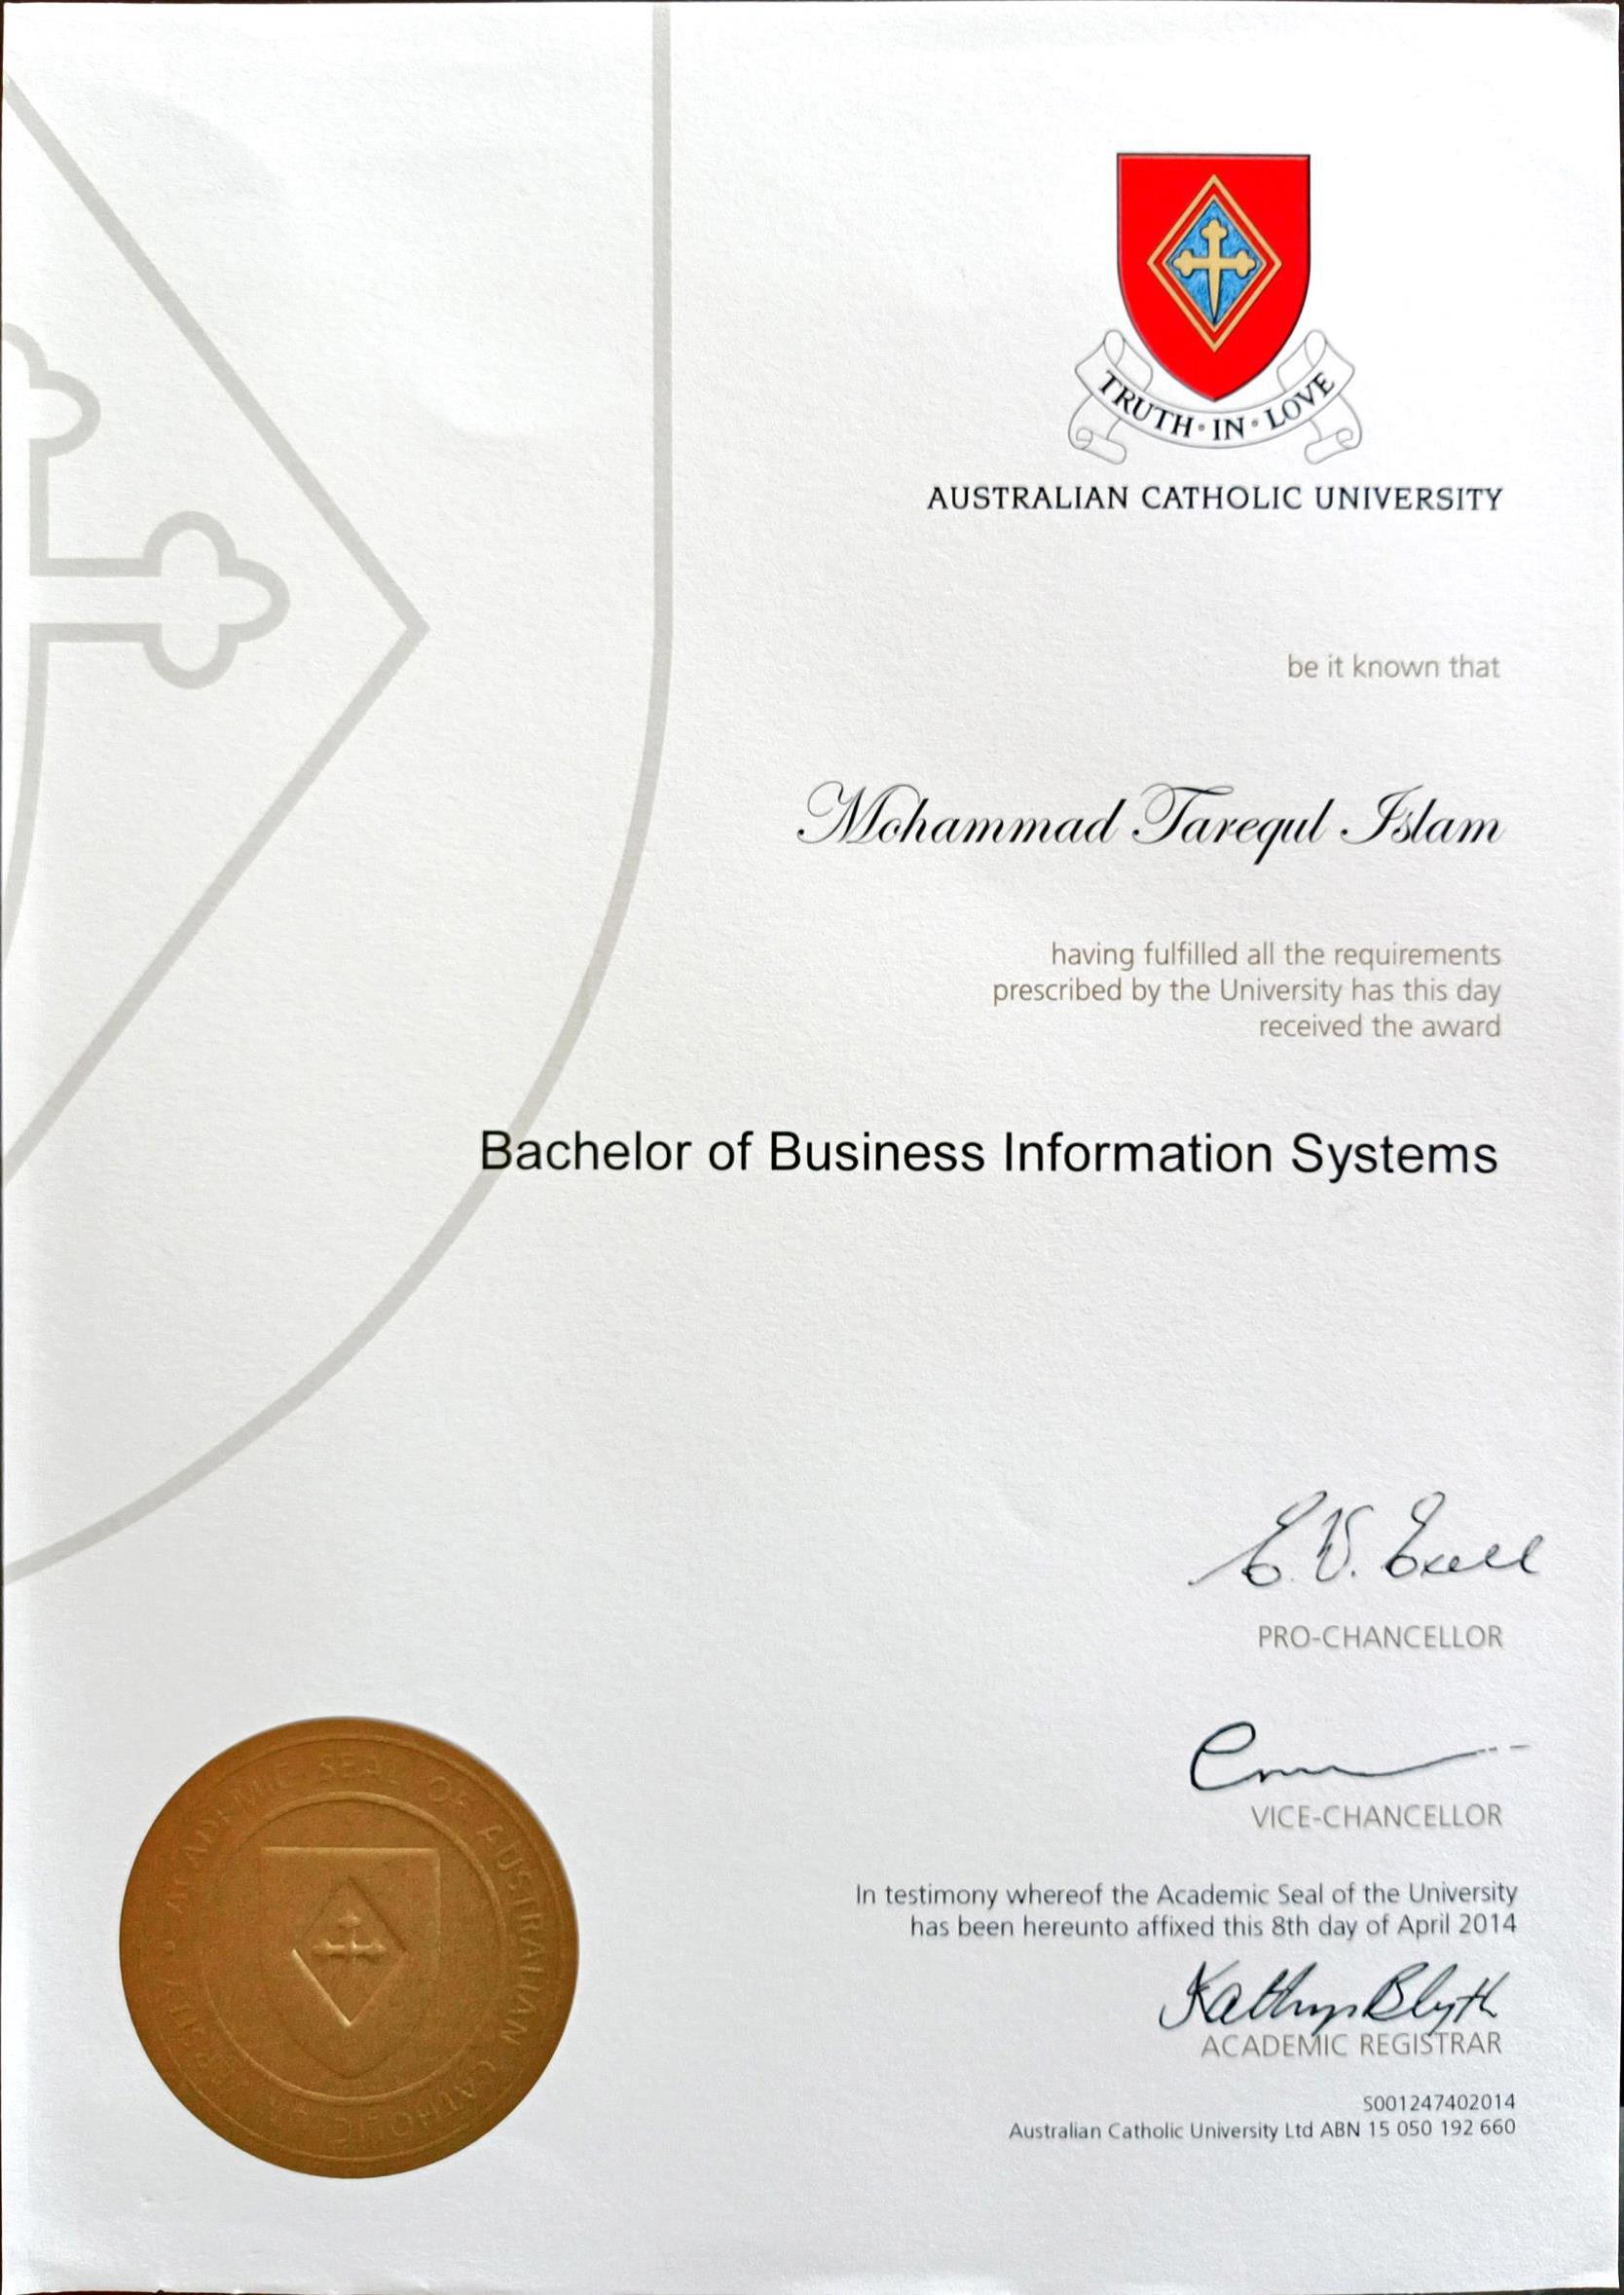 TRUTH · IN · LOVE
AUSTRALIAN CATHOLIC UNIVERSITY
be it known that
Mohammad Tarequl Islam
having fulfilled all the requirements
prescribed by the University has this day
received the award
Bachelor of Business Information Systems
PRO-CHANCELLOR
VICE-CHANCELLOR
In testimony whereof the Academic Seal of the University
has been hereunto affixed this 8th day of April 2014
Kathryn Blyth
ACADEMIC REGISTRAR
S001247402014
Australian Catholic University Ltd ABN 15 050 192 660
ACADEMIC SEAL OF AUSTRALIAN CATHOLIC UNIVERSITY